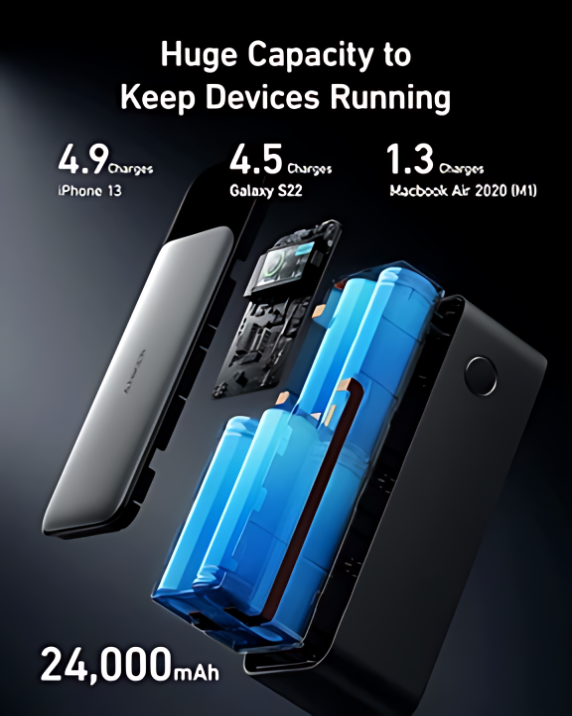 Huge Capacity to
Keep Devices Running
4.9 Charges
iPhone 13
4.5 Charges
Galaxy S22
1.3 Charges
Macbook Air 2020 (M1)
ANKER
24,000mAh